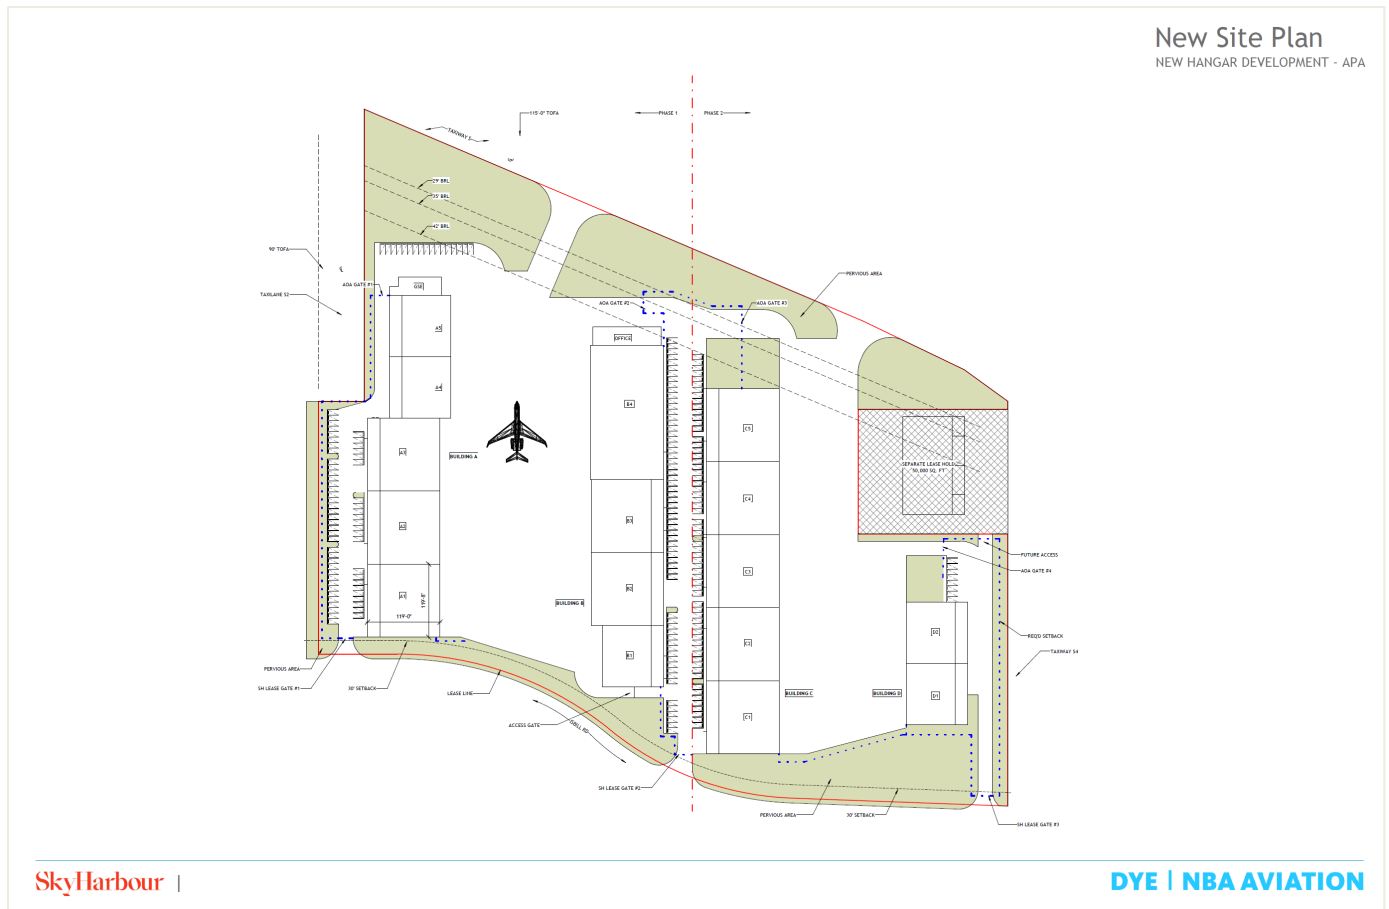 New Site Plan
NEW HANGAR DEVELOPMENT - APA
115'-0" TOFA
PHASE 1
PHASE 2
TAXIWAY S
29' BRL
35' BRL
42' BRL
90' TOFA
TAXILANE S2
AOA GATE #1
GSE
A5
A4
A3
A2
A1
BUILDING A
119'-0"
119'-8"
PERVIOUS AREA
AOA GATE #2
AOA GATE #3
OFFICE
B4
B3
B2
B1
BUILDING B
C5
C4
C3
C2
C1
BUILDING C
SEPARATE LEASE HOLD
50,000 SQ. FT
FUTURE ACCESS
AOA GATE #4
REQ'D SETBACK
TAXIWAY S4
D2
D1
BUILDING D
PERVIOUS AREA
SH LEASE GATE #1
30' SETBACK
LEASE LINE
ACCESS GATE
SH LEASE GATE #2
PERVIOUS AREA
30' SETBACK
SH LEASE GATE #3
SkyHarbour |
DYE | NBA AVIATION